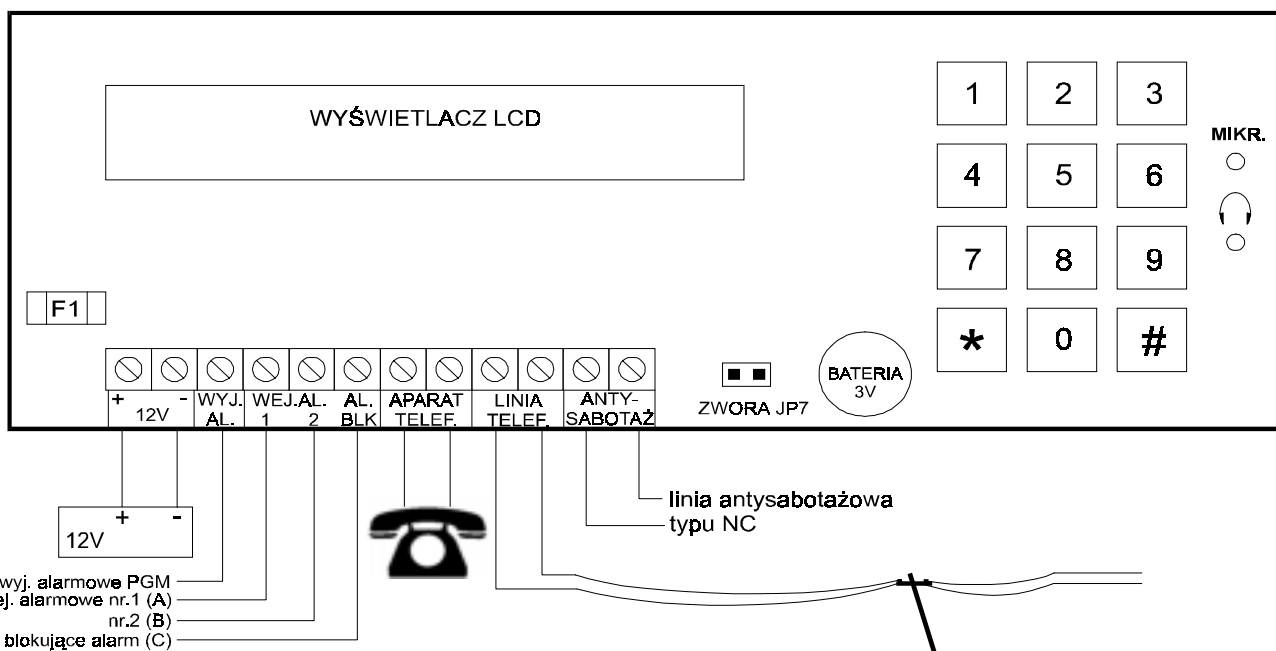 WYŚWIETLACZ LCD
1 2 3
MIKR.
4 5 6
7 8 9
F1
* 0 #
BATERIA
3V
ZWORA JP7
+ - WYJ. WEJ.AL. AL. APARAT LINIA ANTY-
12V AL. 1 2 BLK TELEF. TELEF. SABOTAŻ
linia antysabotażowa
typu NC
+ -
12V
wyj. alarmowe PGM
ej. alarmowe nr.1 (A)
nr.2 (B)
blokujące alarm (C)